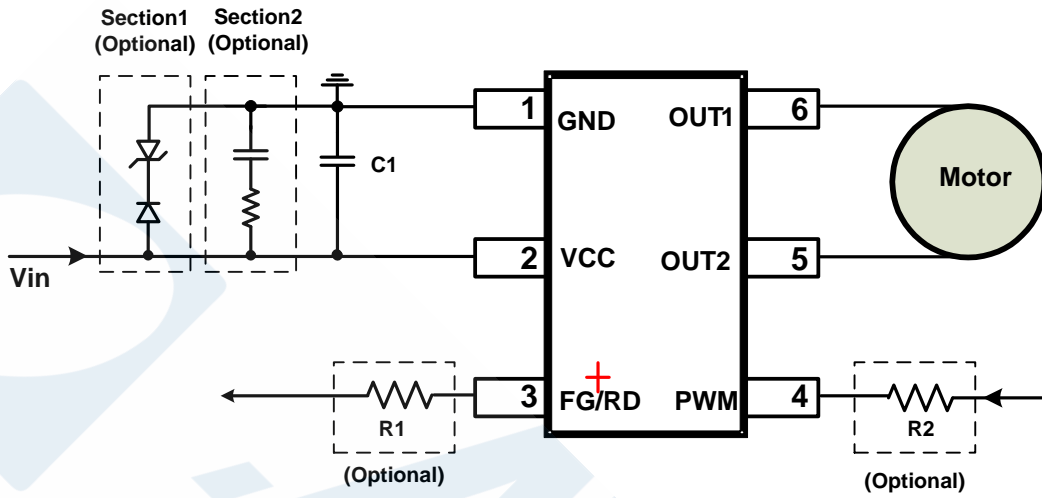 Section1
(Optional)
Section2
(Optional)
1
GND
OUT1
6
C1
Motor
Vin
2
VCC
OUT2
5
3
FG/RD
PWM
4
R1
(Optional)
R2
(Optional)